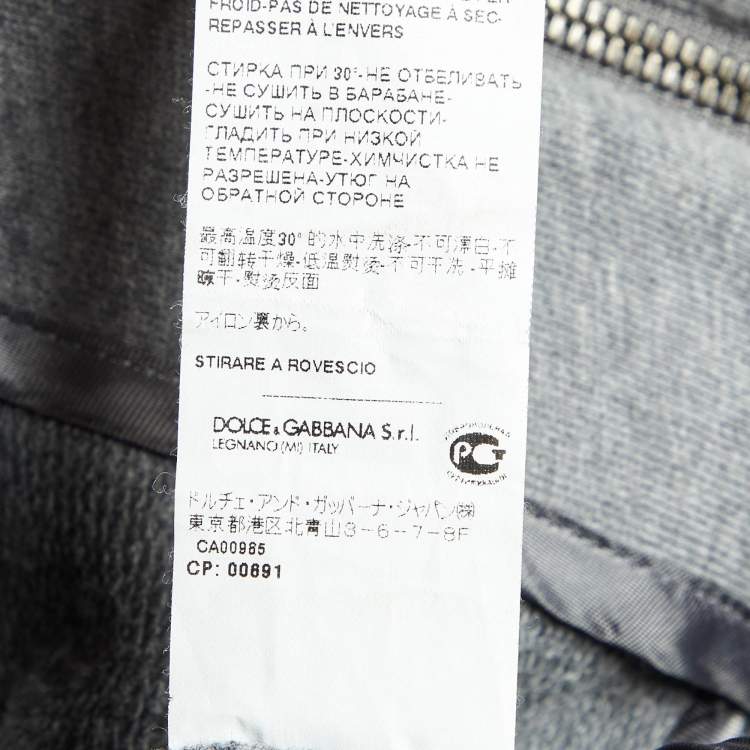 FROID-PAS DE NETTOYAGE À SEC-
REPASSER À L'ENVERS
СТИРКА ПРИ 30°-НЕ ОТБЕЛИВАТЬ
-НЕ СУШИТЬ В БАРАБАНЕ-
СУШИТЬ НА ПЛОСКОСТИ-
ГЛАДИТЬ ПРИ НИЗКОЙ
ТЕМПЕРАТУРЕ-ХИМЧИСТКА НЕ
РАЗРЕШЕНА-УТЮГ НА
ОБРАТНОЙ СТОРОНЕ
最高温度30°的水中洗涤-不可漂白-不
可翻转干燥-低温熨烫-不可干洗-平摊
晾干-熨烫反面
アイロン裏から。
STIRARE A ROVESCIO
DOLCE & GABBANA S.r.l.
LEGNANO (MI) ITALY
РСТ
ドルチェ・アンド・ガッバーナ・ジャパン㈱
東京都港区北青山3-6-7-8F
CA00985
CP: 00691